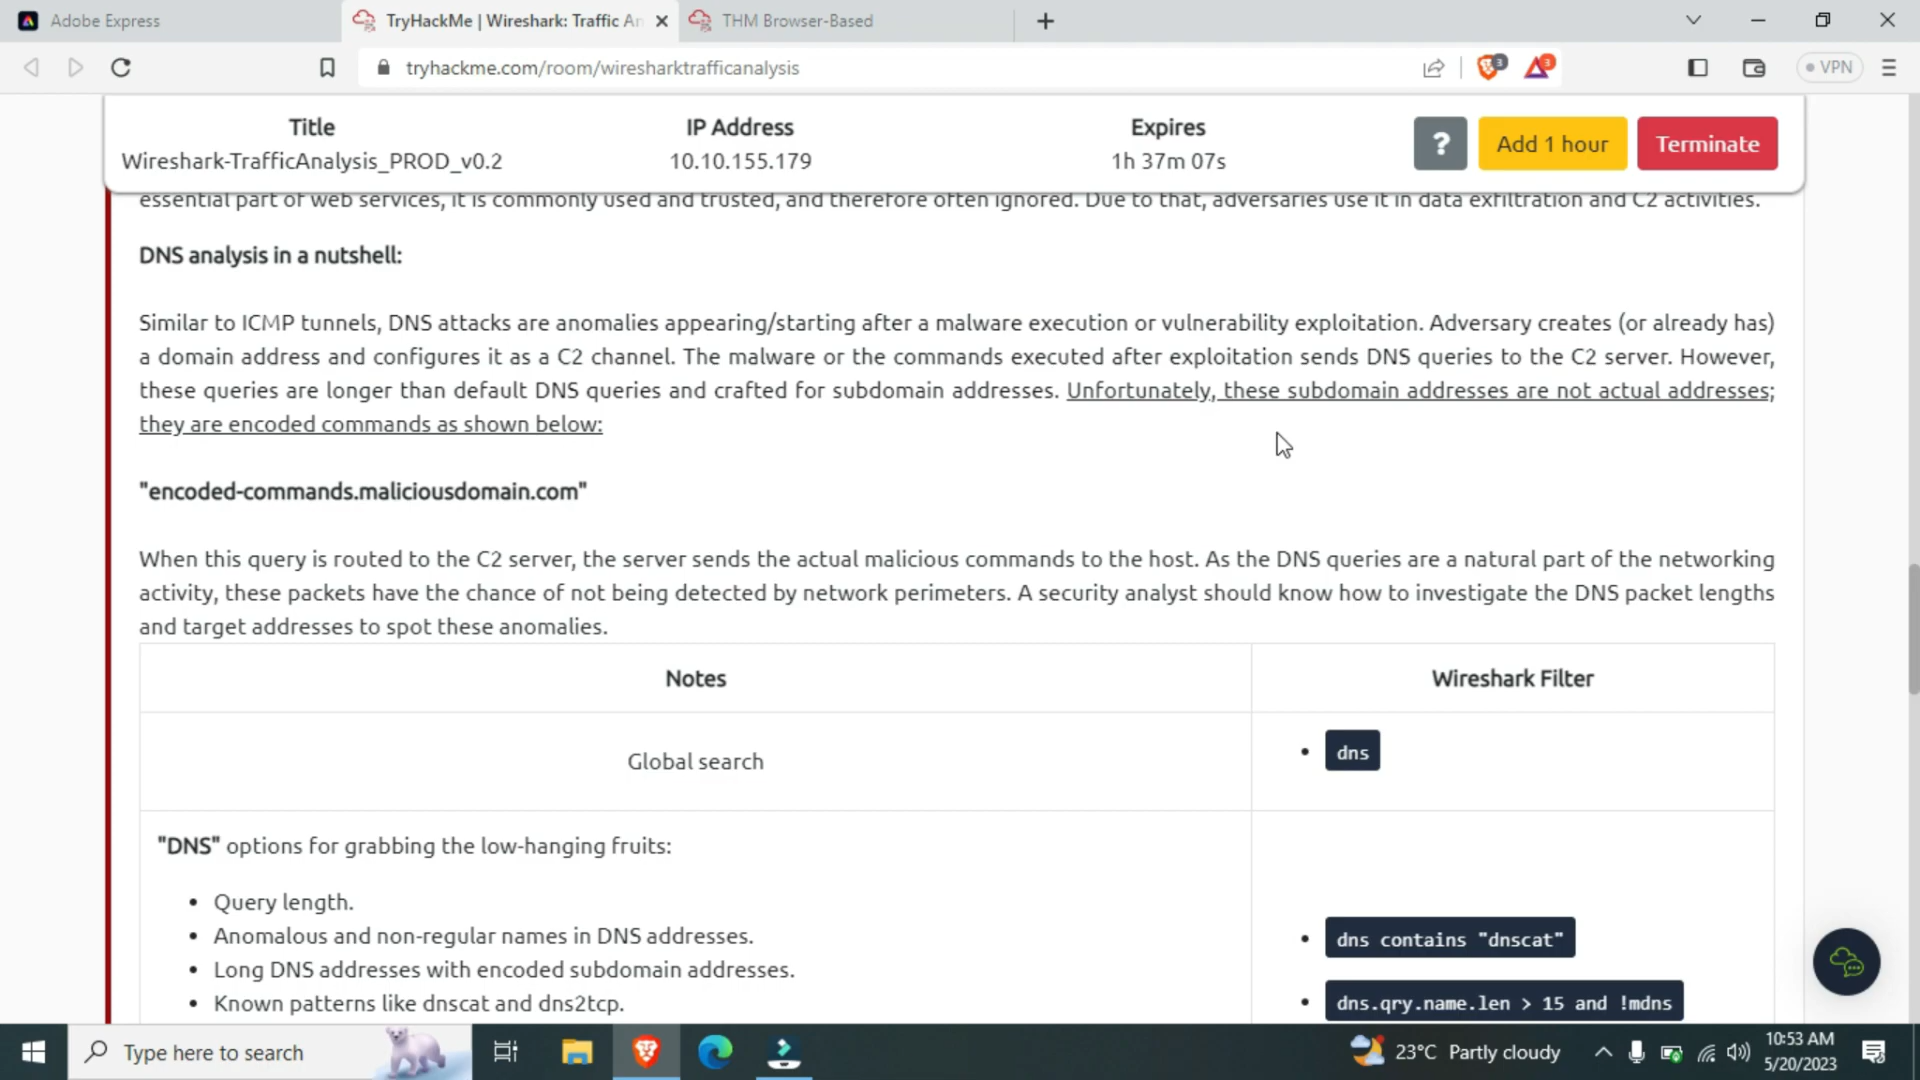 Adobe Express
TryHackMe | Wireshark: Traffic An
THM Browser-Based
tryhackme.com/room/wiresharktrafficanalysis
3
3
VPN
Title
IP Address
Expires
Wireshark-TrafficAnalysis_PROD_v0.2
10.10.155.179
1h 37m 07s
?
Add 1 hour
Terminate
essential part of web services, it is commonly used and trusted, and therefore often ignored. Due to that, adversaries use it in data exfiltration and C2 activities.
DNS analysis in a nutshell:
Similar to ICMP tunnels, DNS attacks are anomalies appearing/starting after a malware execution or vulnerability exploitation. Adversary creates (or already has)
a domain address and configures it as a C2 channel. The malware or the commands executed after exploitation sends DNS queries to the C2 server. However,
these queries are longer than default DNS queries and crafted for subdomain addresses. Unfortunately, these subdomain addresses are not actual addresses;
they are encoded commands as shown below:
"encoded-commands.maliciousdomain.com"
When this query is routed to the C2 server, the server sends the actual malicious commands to the host. As the DNS queries are a natural part of the networking
activity, these packets have the chance of not being detected by network perimeters. A security analyst should know how to investigate the DNS packet lengths
and target addresses to spot these anomalies.
Notes
Wireshark Filter
Global search
• dns
"DNS" options for grabbing the low-hanging fruits:
• Query length.
• Anomalous and non-regular names in DNS addresses.
• Long DNS addresses with encoded subdomain addresses.
• Known patterns like dnscat and dns2tcp.
• dns contains "dnscat"
• dns.qry.name.len > 15 and !mdns
Type here to search
23°C Partly cloudy
10:53 AM
5/20/2023